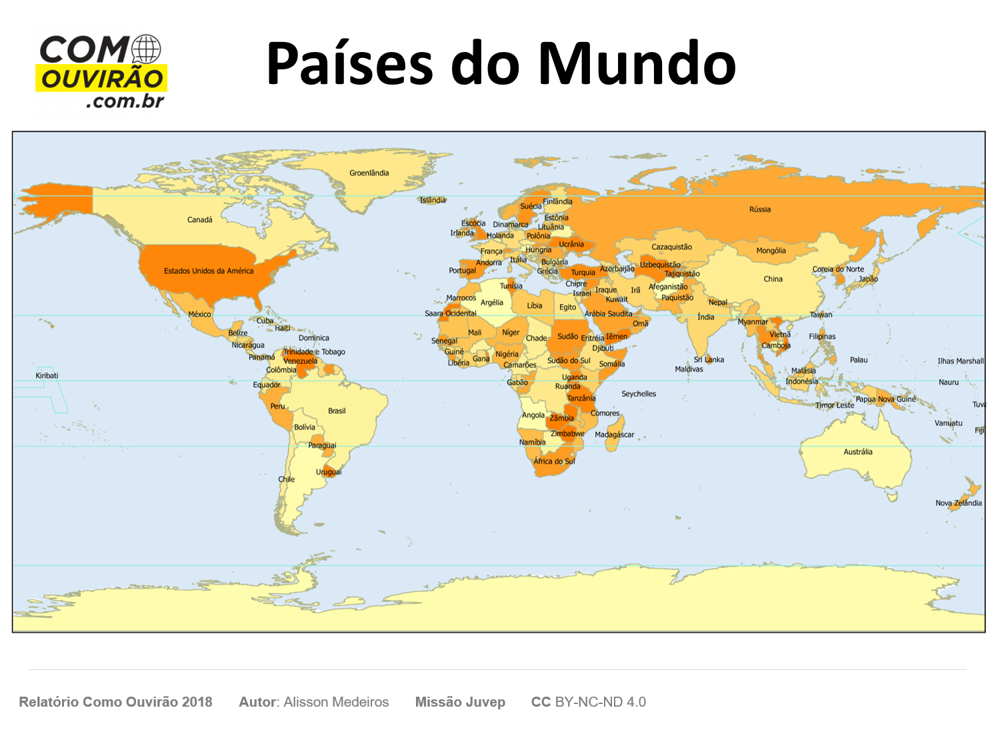 COM
OUVIRÃO
.com.br
Países do Mundo
Groenlândia
Islândia
Canadá
Estados Unidos da América
México
Cuba
Haiti
Belize
Dominica
Nicarágua
Trinidade e Tobago
Panamá
Venezuela
Colômbia
Equador
Kiribati
Peru
Brasil
Bolívia
Paraguai
Uruguai
Chile
Suécia
Finlândia
Escócia
Dinamarca
Estônia
Lituânia
Irlanda
Holanda
Polônia
Ucrânia
França
Hungria
Andorra
Itália
Bulgária
Portugal
Grécia
Turquia
Azerbaijão
Rússia
Cazaquistão
Mongólia
Uzbequistão
Tajiquistão
China
Coreia do Norte
Japão
Tunísia
Chipre
Afeganistão
Israel
Iraque
Irã
Marrocos
Argélia
Líbia
Egito
Kuwait
Paquistão
Nepal
Saara Ocidental
Arábia Saudita
Índia
Taiwan
Omã
Myanmar
Mali
Níger
Chade
Sudão
Eritréia
Iêmen
Vietnã
Filipinas
Senegal
Djibuti
Camboja
Guiné
Nigéria
Libéria
Gana
Camarões
Sudão do Sul
Somália
Sri Lanka
Maldivas
Palau
Ilhas Marshall
Malásia
Uganda
Gabão
Ruanda
Indonésia
Nauru
Tanzânia
Seychelles
Papua Nova Guiné
Timor Leste
Tuva
Angola
Zâmbia
Comores
Vanuatu
Fiji
Zimbabwe
Madagáscar
Namíbia
África do Sul
Austrália
Nova Zelândia
Relatório Como Ouvirão 2018 Autor: Alisson Medeiros Missão Juvep CC BY-NC-ND 4.0